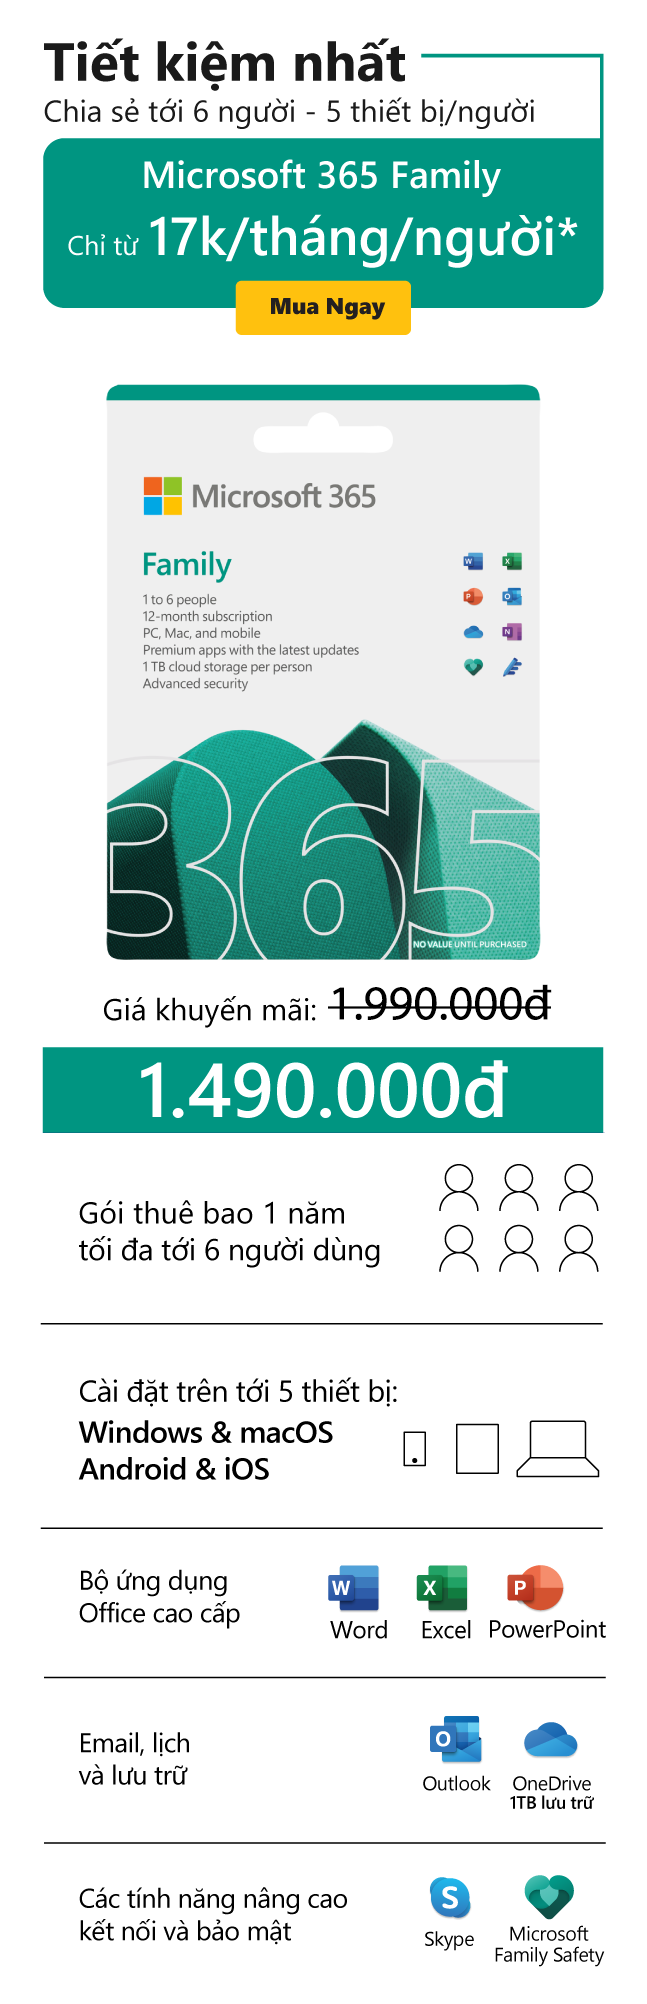 Tiết kiệm nhất
Chia sẻ tới 6 người - 5 thiết bị/người
Microsoft 365 Family
Chỉ từ 17k/tháng/người*
Mua Ngay
Microsoft 365
Family
1 to 6 people
12-month subscription
PC, Mac, and mobile
Premium apps with the latest updates
1 TB cloud storage per person
Advanced security
W X
P O
N
365
NO VALUE UNTIL PURCHASED
Giá khuyến mãi: 1.990.000đ
1.490.000đ
Gói thuê bao 1 năm
tối đa tới 6 người dùng
Cài đặt trên tới 5 thiết bị:
Windows & macOS
Android & iOS
Bộ ứng dụng
Office cao cấp
W X P
Word Excel PowerPoint
Email, lịch
và lưu trữ
O
Outlook OneDrive
1TB lưu trữ
Các tính năng nâng cao
kết nối và bảo mật
S
Skype Microsoft
Family Safety